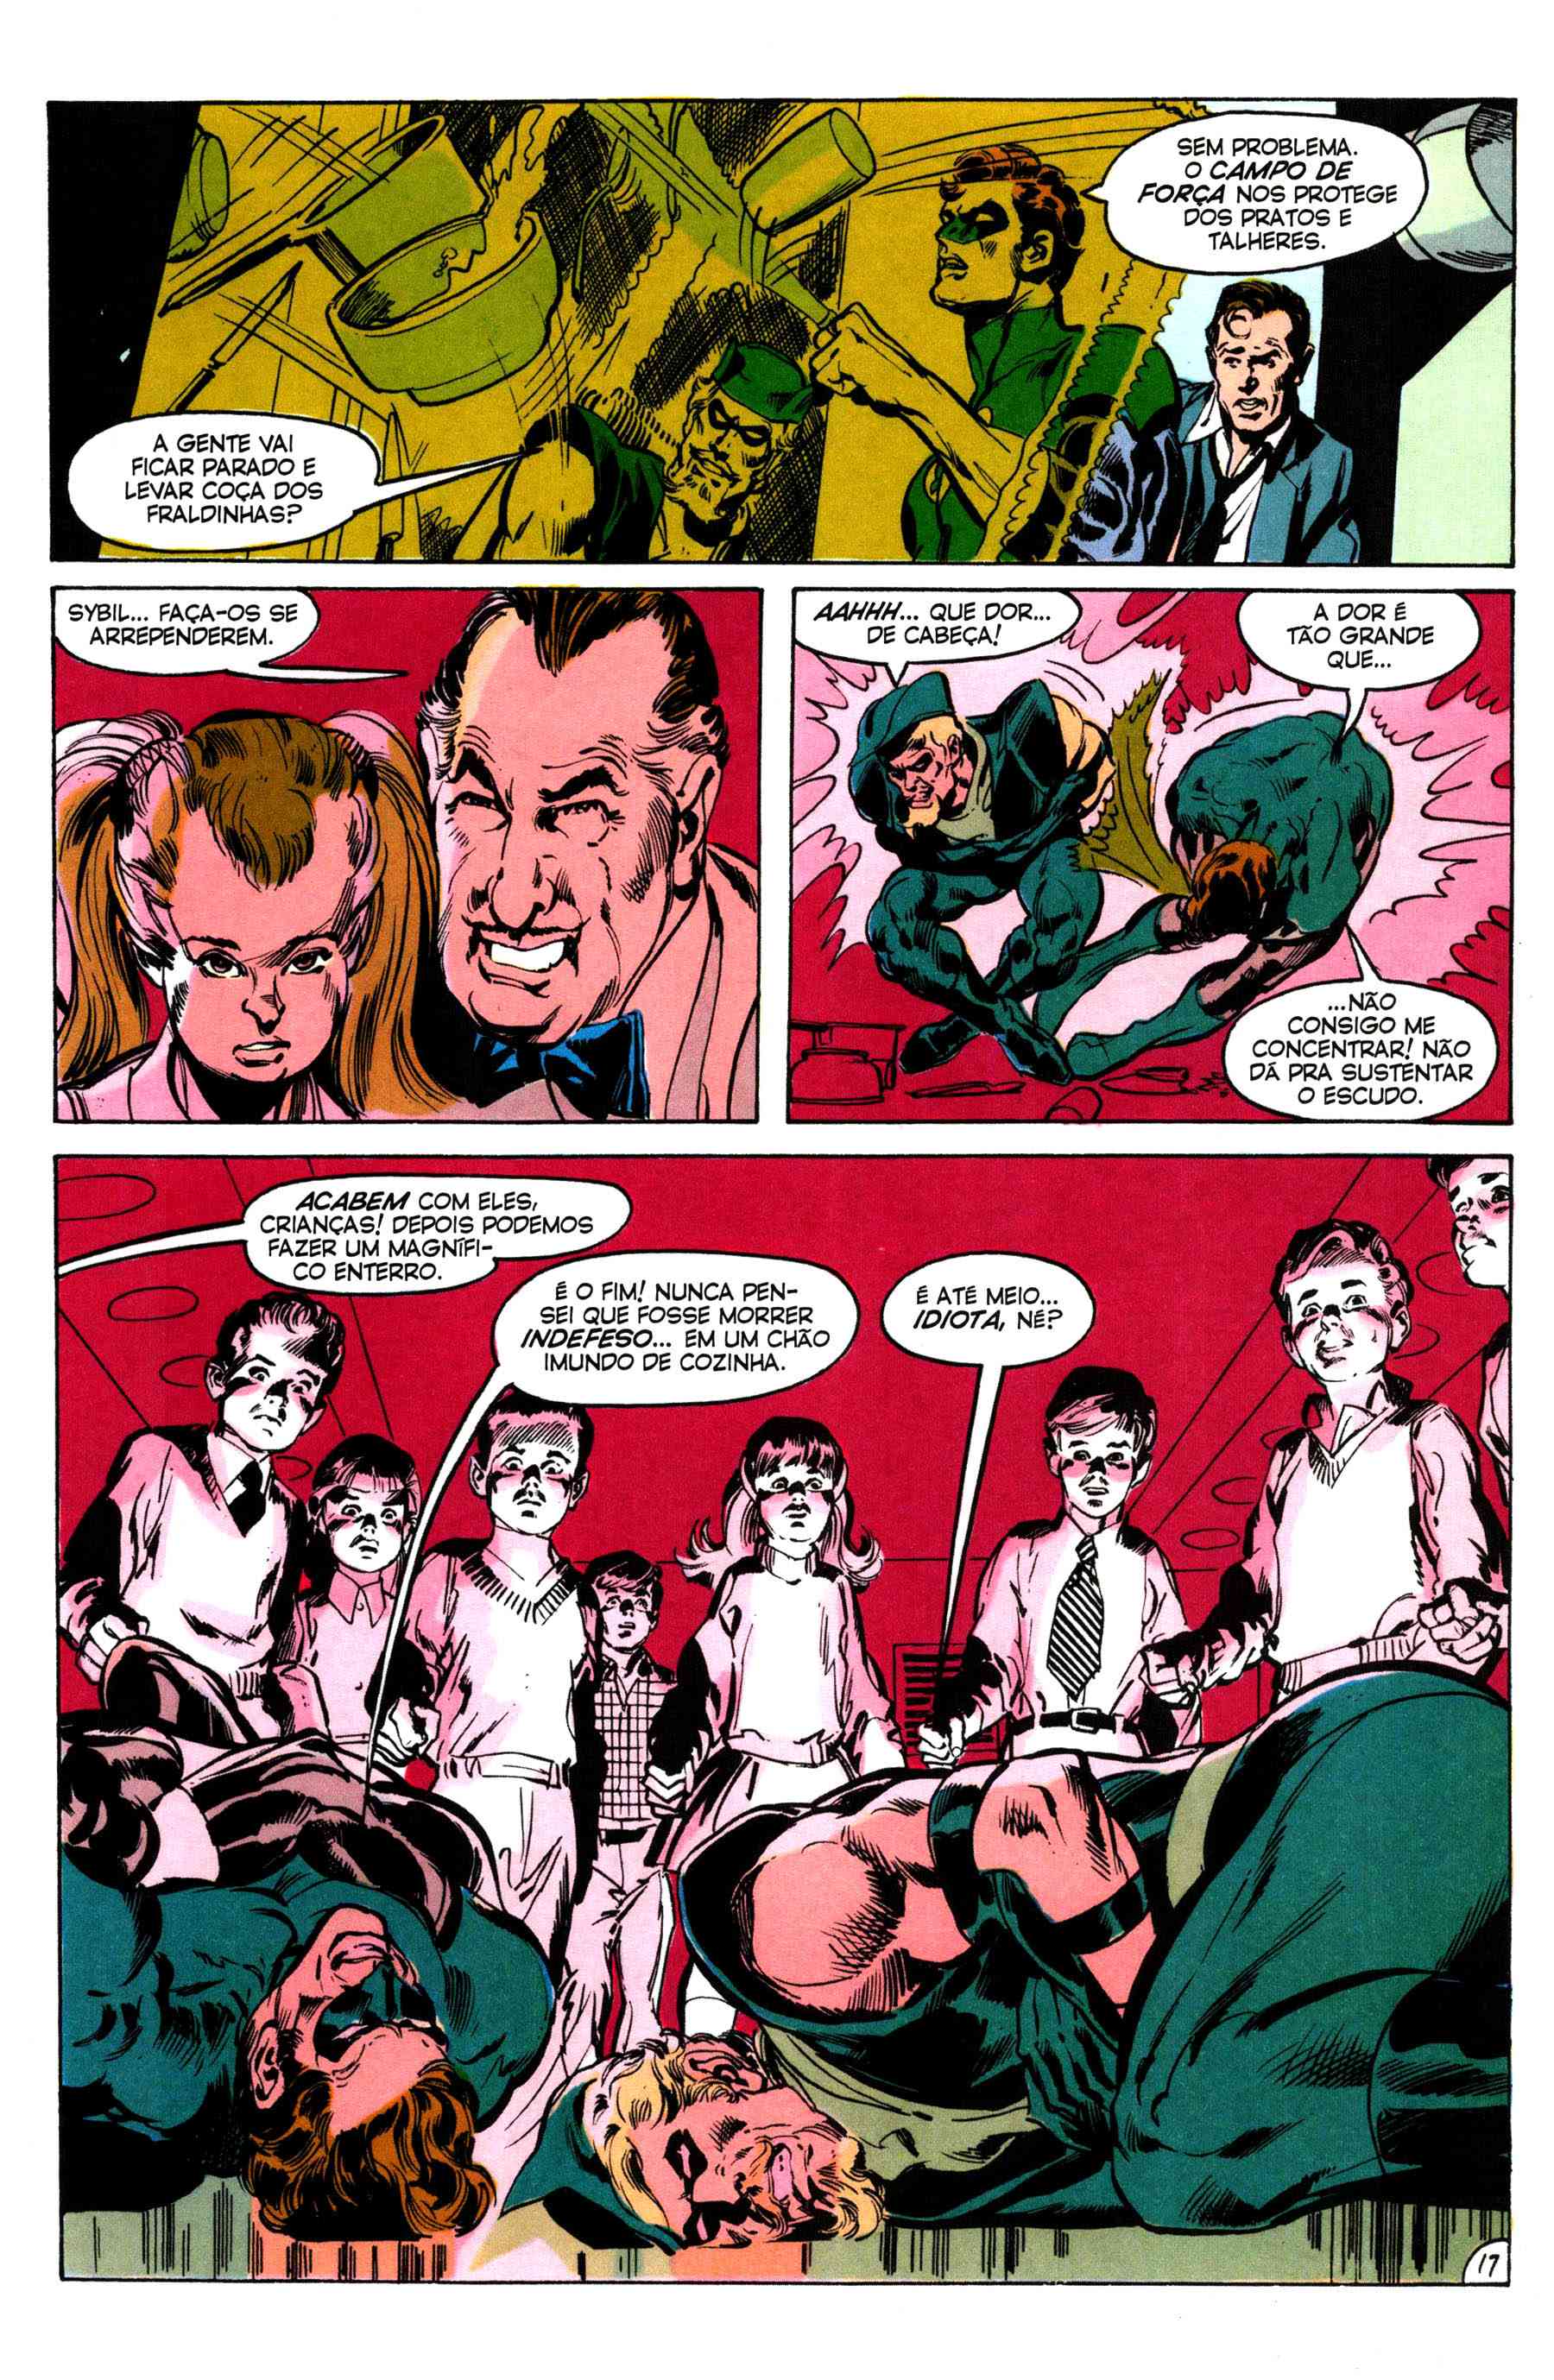 SEM PROBLEMA.
O CAMPO DE
FORÇA NOS PROTEGE
DOS PRATOS E
TALHERES.
A GENTE VAI
FICAR PARADO E
LEVAR COÇA DOS
FRALDINHAS?
SYBIL... FAÇA-OS SE
ARREPENDEREM.
AAHHH... QUE DOR...
DE CABEÇA!
A DOR É
TÃO GRANDE
QUE...
...NÃO
CONSIGO ME
CONCENTRAR! NÃO
DÁ PRA SUSTENTAR
O ESCUDO.
ACABEM COM ELES,
CRIANÇAS! DEPOIS PODEMOS
FAZER UM MAGNÍFI-
CO ENTERRO.
É O FIM! NUNCA PEN-
SEI QUE FOSSE MORRER
INDEFESO... EM UM CHÃO
IMUNDO DE COZINHA.
É ATÉ MEIO...
IDIOTA, NÉ?
17